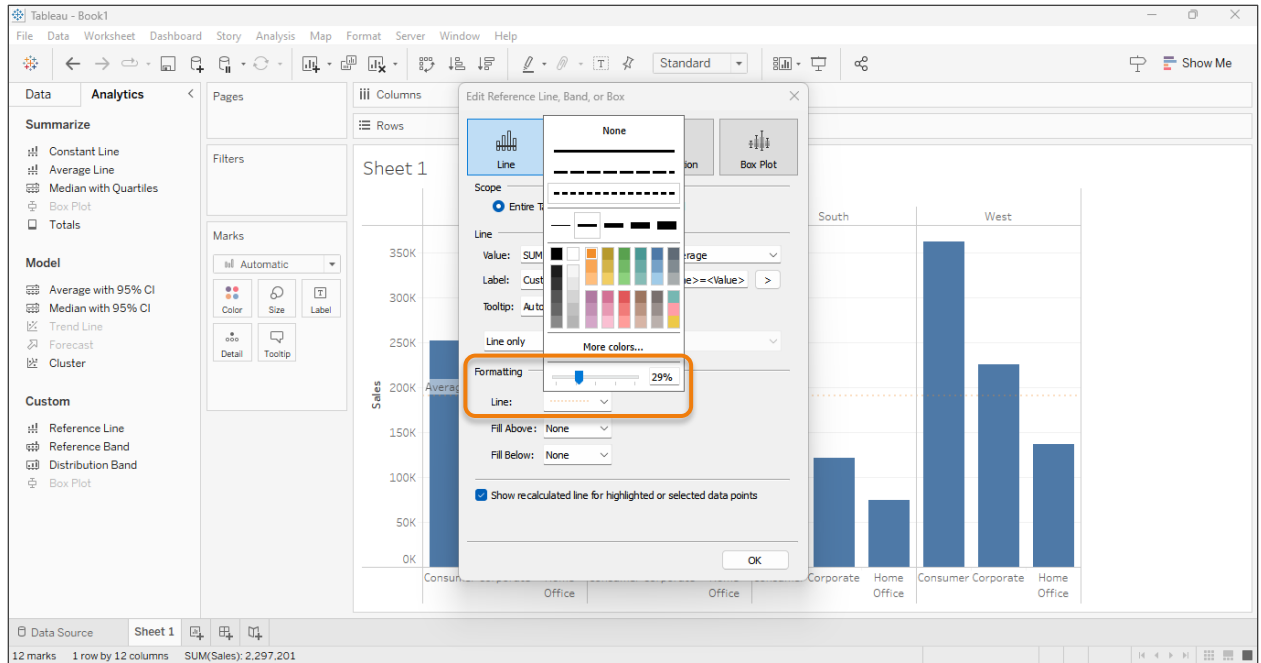 Tableau - Book1
File Data Worksheet Dashboard Story Analysis Map Format Server Window Help
Standard
Show Me
Data Analytics
Summarize
Constant Line
Average Line
Median with Quartiles
Box Plot
Totals
Model
Average with 95% CI
Median with 95% CI
Trend Line
Forecast
Cluster
Custom
Reference Line
Reference Band
Distribution Band
Box Plot
Pages
Filters
Marks
Automatic
Color Size Label
Detail Tooltip
Columns
Rows
Sheet 1
Edit Reference Line, Band, or Box
Line
Box Plot
None
Scope
Entire
Line
Value: SUM
Label:
Tooltip:
<Value>
>
Line only
More colors...
Formatting
29%
Line:
Fill Above: None
Fill Below: None
Show recalculated line for highlighted or selected data points
OK
South West
Sales
350K
300K
250K
200K
150K
100K
50K
0K
Office
Office
Corporate Home
Office
Consumer Corporate Home
Office
Data Source Sheet 1
12 marks 1 row by 12 columns SUM(Sales): 2,297,201